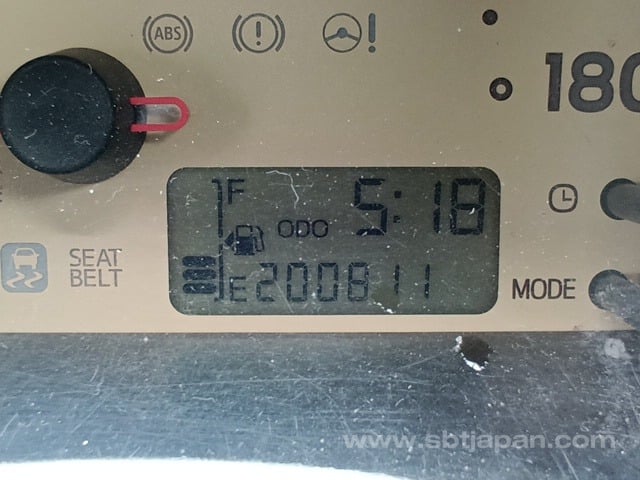 ABS
180
F
5:18
ODO
SEAT
BELT
E 200811
MODE
www.sbtjapan.com